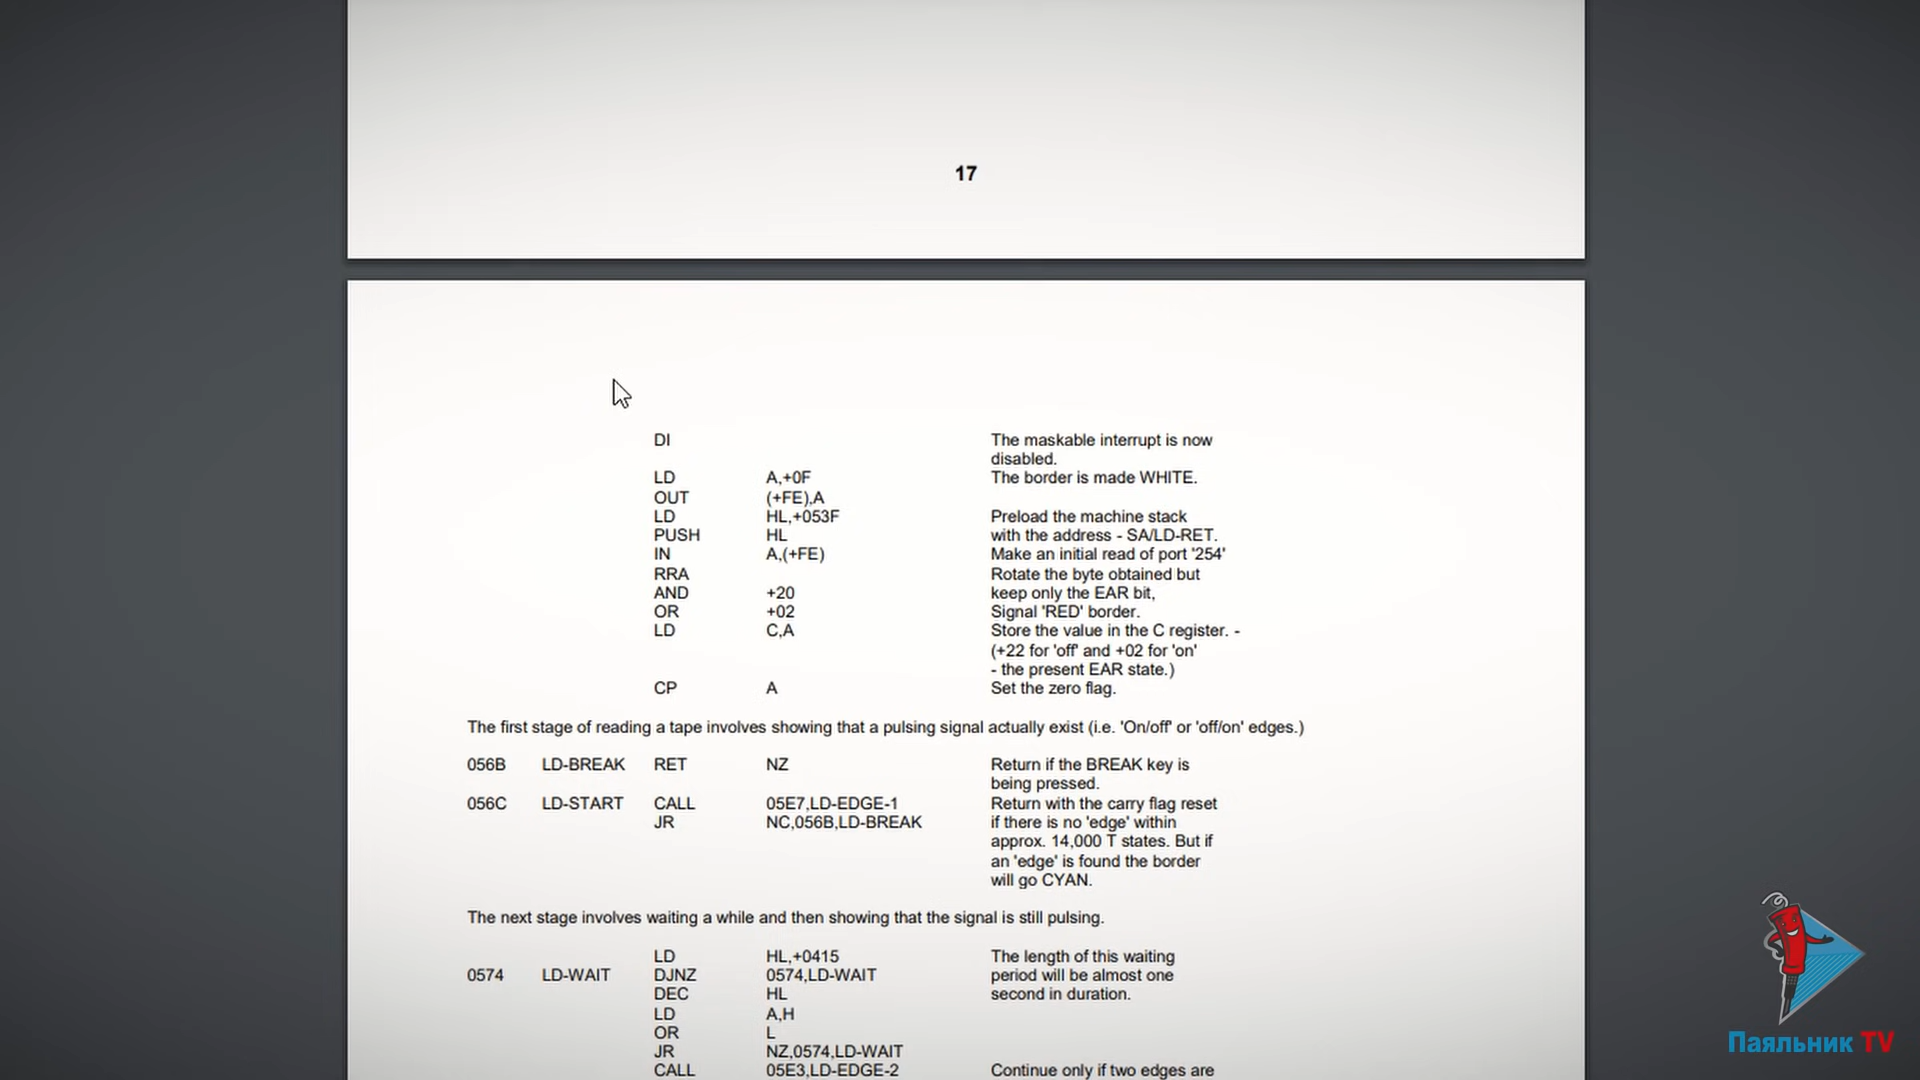 17
DI The maskable interrupt is now
disabled.
LD A,+0F The border is made WHITE.
OUT (+FE),A
LD HL,+053F Preload the machine stack
PUSH HL with the address - SA/LD-RET.
IN A,(+FE) Make an initial read of port '254'
RRA Rotate the byte obtained but
AND +20 keep only the EAR bit,
OR +02 Signal 'RED' border.
LD C,A Store the value in the C register. -
(+22 for 'off' and +02 for 'on'
- the present EAR state.)
CP A Set the zero flag.
The first stage of reading a tape involves showing that a pulsing signal actually exist (i.e. 'On/off' or 'off/on' edges.)
056B LD-BREAK RET NZ Return if the BREAK key is
being pressed.
056C LD-START CALL 05E7,LD-EDGE-1 Return with the carry flag reset
JR NC,056B,LD-BREAK if there is no 'edge' within
approx. 14,000 T states. But if
an 'edge' is found the border
will go CYAN.
The next stage involves waiting a while and then showing that the signal is still pulsing.
LD HL,+0415 The length of this waiting
0574 LD-WAIT DJNZ 0574,LD-WAIT period will be almost one
DEC HL second in duration.
LD A,H
OR L
JR NZ,0574,LD-WAIT
CALL 05E3,LD-EDGE-2 Continue only if two edges are
Паяльник TV